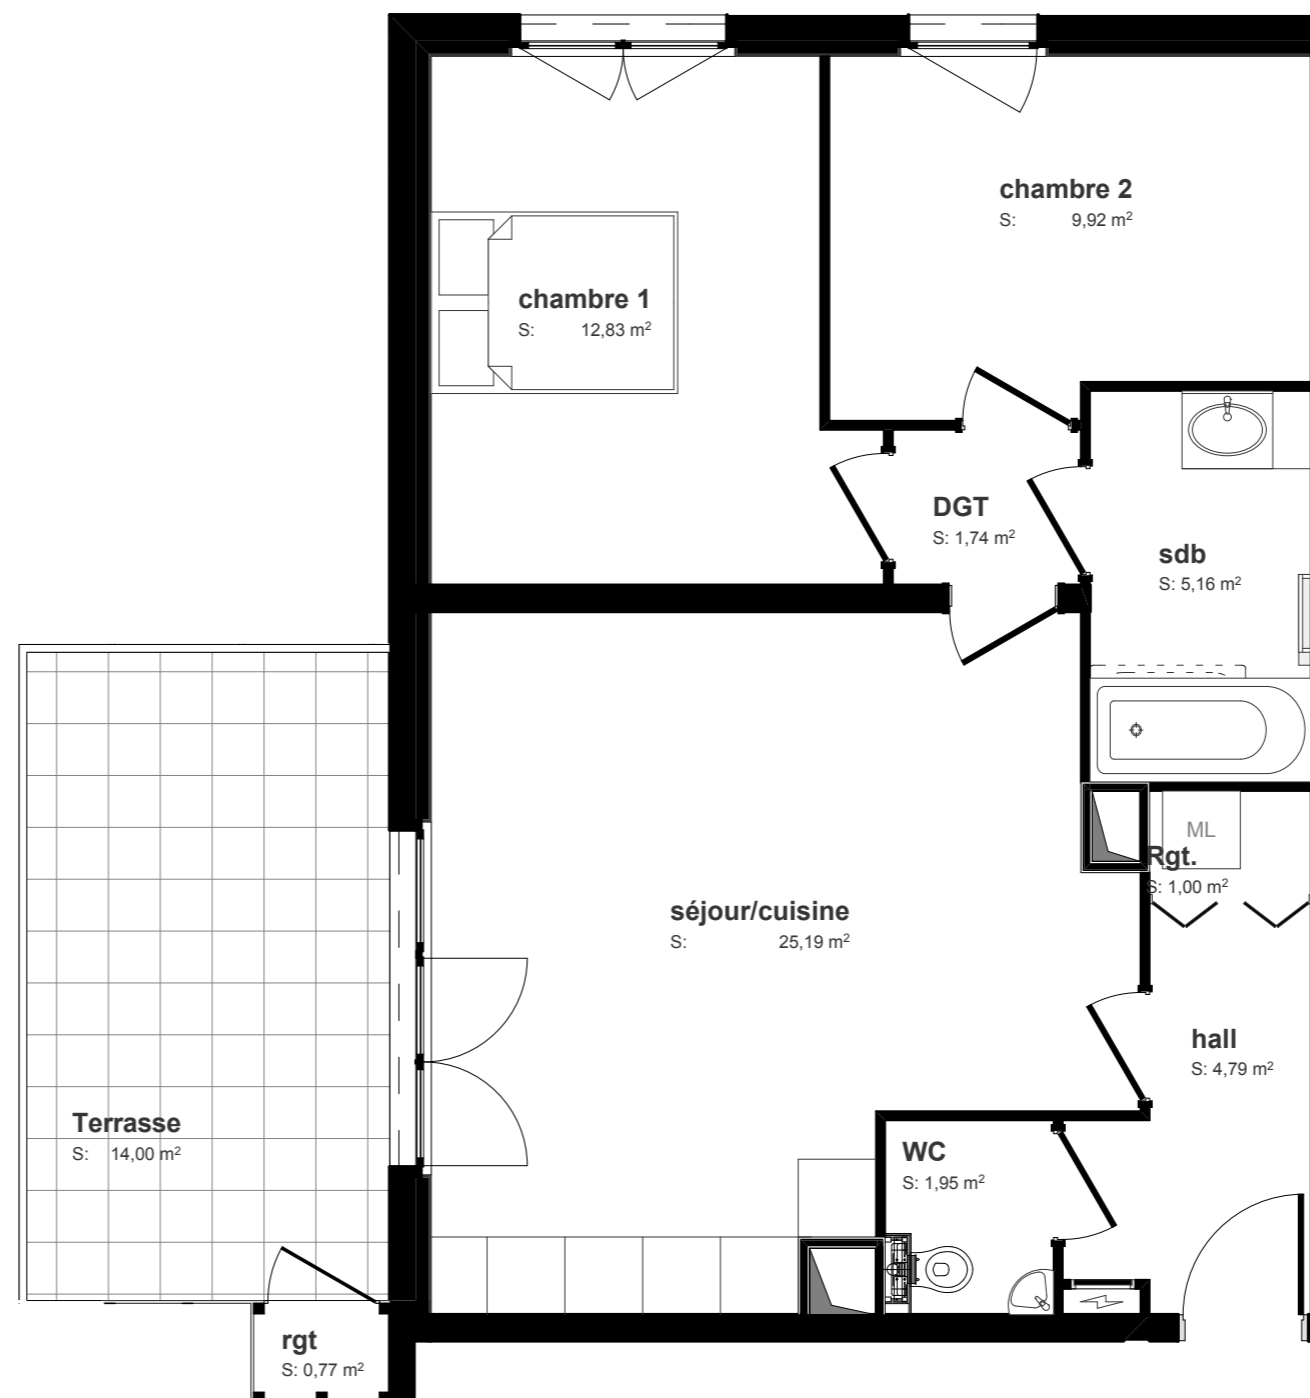 chambre 2
S: 9,92 m²
chambre 1
S: 12,83 m²
DGT
S: 1,74 m²
sdb
S: 5,16 m²
ML
Rgt.
S: 1,00 m²
séjour/cuisine
S: 25,19 m²
hall
S: 4,79 m²
Terrasse
S: 14,00 m²
WC
S: 1,95 m²
rgt
S: 0,77 m²